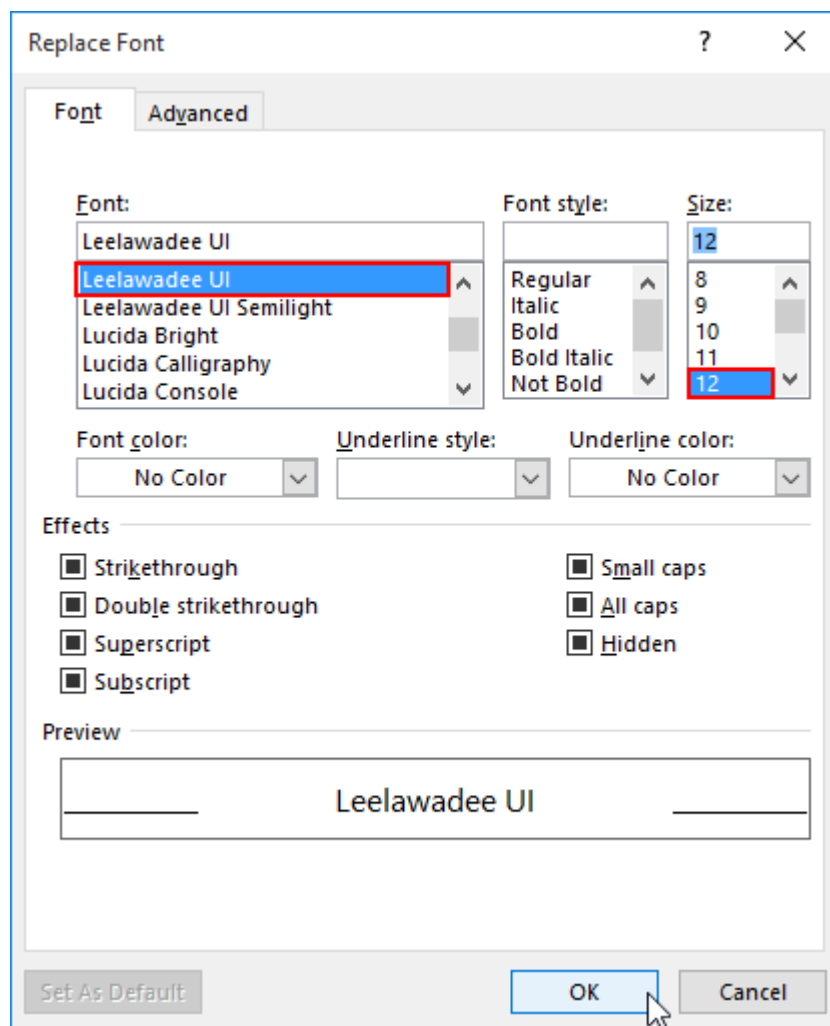 Replace Font ?
Font Advanced
Font: Font style: Size:
Leelawadee UI 12
Leelawadee UI Regular 8
Leelawadee UI Semilight Italic 9
Lucida Bright Bold 10
Lucida Calligraphy Bold Italic 11
Lucida Console Not Bold 12
Font color: Underline style: Underline color:
No Color No Color
Effects
Strikethrough Small caps
Double strikethrough All caps
Superscript Hidden
Subscript
Preview
Leelawadee UI
Set As Default OK Cancel